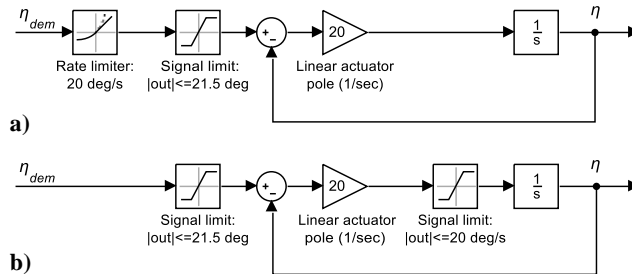 η_dem
20
1
s
η
Rate limiter:
20 deg/s
Signal limit:
|out|<=21.5 deg
+
-
Linear actuator
pole (1/sec)
a)
η_dem
20
1
s
η
+
-
Signal limit:
|out|<=21.5 deg
Linear actuator
pole (1/sec)
Signal limit:
|out|<=20 deg/s
b)